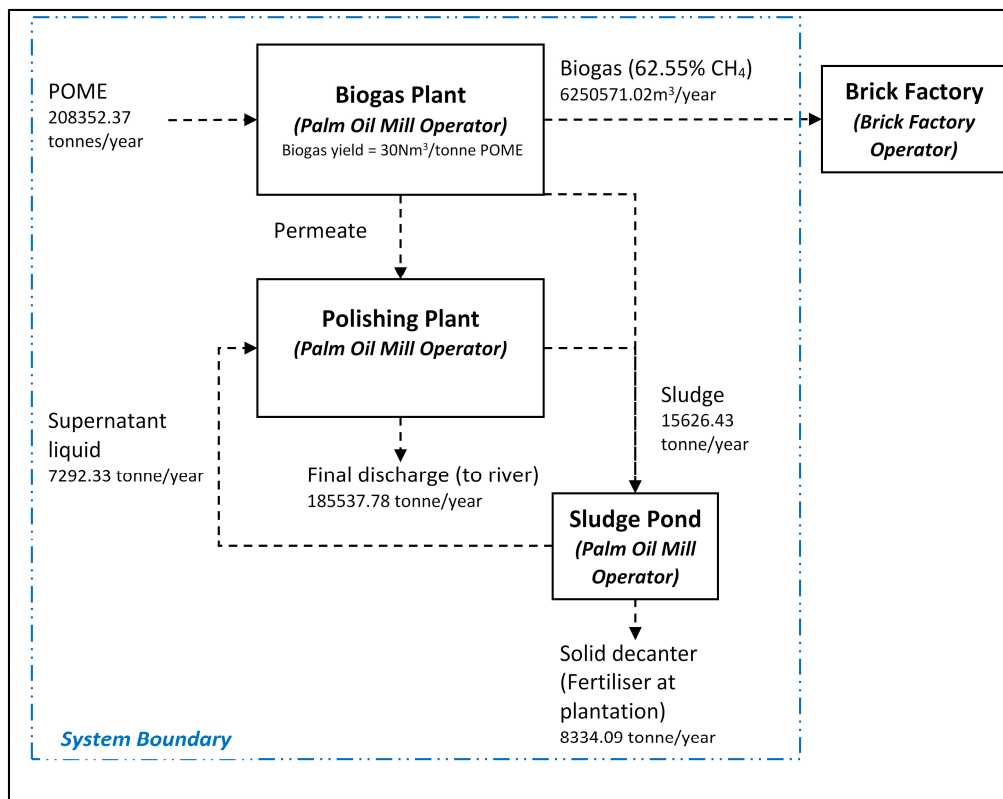 POME
208352.37
tonnes/year
Biogas Plant
(Palm Oil Mill Operator)
Biogas yield = 30Nm³/tonne POME
Biogas (62.55% CH₄)
6250571.02m³/year
Brick Factory
(Brick Factory
Operator)
Permeate
Polishing Plant
(Palm Oil Mill Operator)
Supernatant
liquid
7292.33 tonne/year
Sludge
15626.43
tonne/year
Final discharge (to river)
185537.78 tonne/year
Sludge Pond
(Palm Oil Mill
Operator)
Solid decanter
(Fertiliser at
plantation)
8334.09 tonne/year
System Boundary